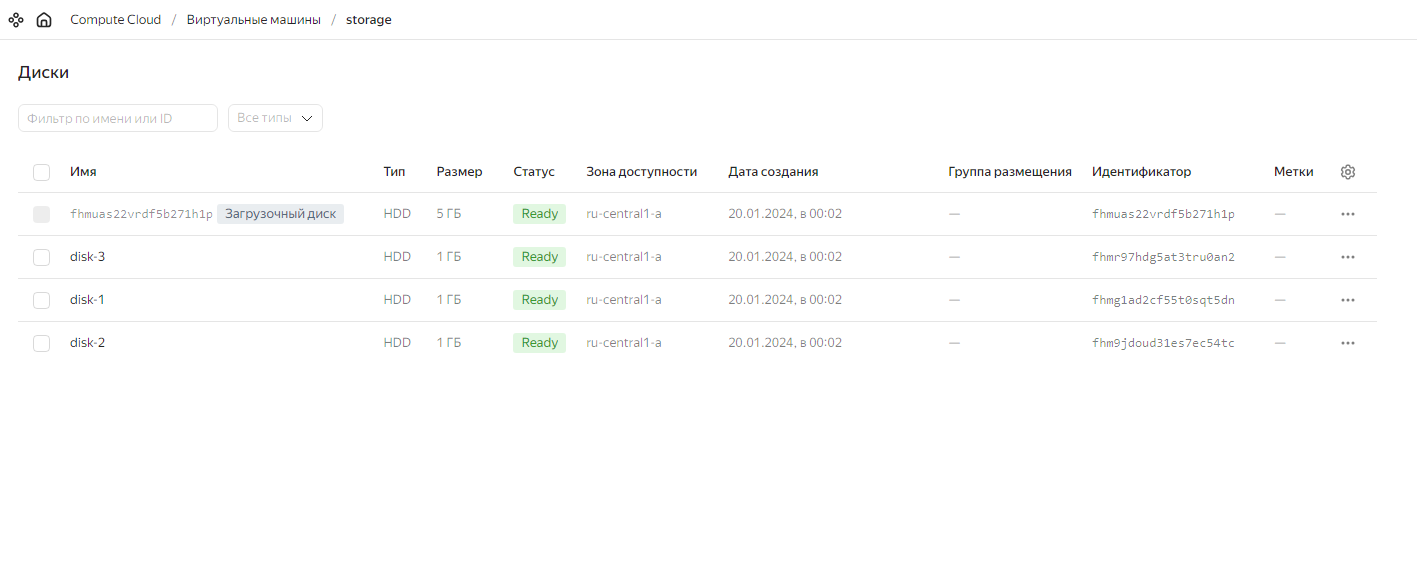 Compute Cloud / Виртуальные машины / storage
Диски
Фильтр по имени или ID Все типы
Имя Тип Размер Статус Зона доступности Дата создания Группа размещения Идентификатор Метки
fhmuas22vrdf5b271h1p Загрузочный диск HDD 5 ГБ Ready ru-central1-a 20.01.2024, в 00:02 — fhmuas22vrdf5b271h1p —
disk-3 HDD 1 ГБ Ready ru-central1-a 20.01.2024, в 00:02 — fhmr97hdg5at3tru0an2 —
disk-1 HDD 1 ГБ Ready ru-central1-a 20.01.2024, в 00:02 — fhmg1ad2cf55t0sqt5dn —
disk-2 HDD 1 ГБ Ready ru-central1-a 20.01.2024, в 00:02 — fhm9jdoud31es7ec54tc —